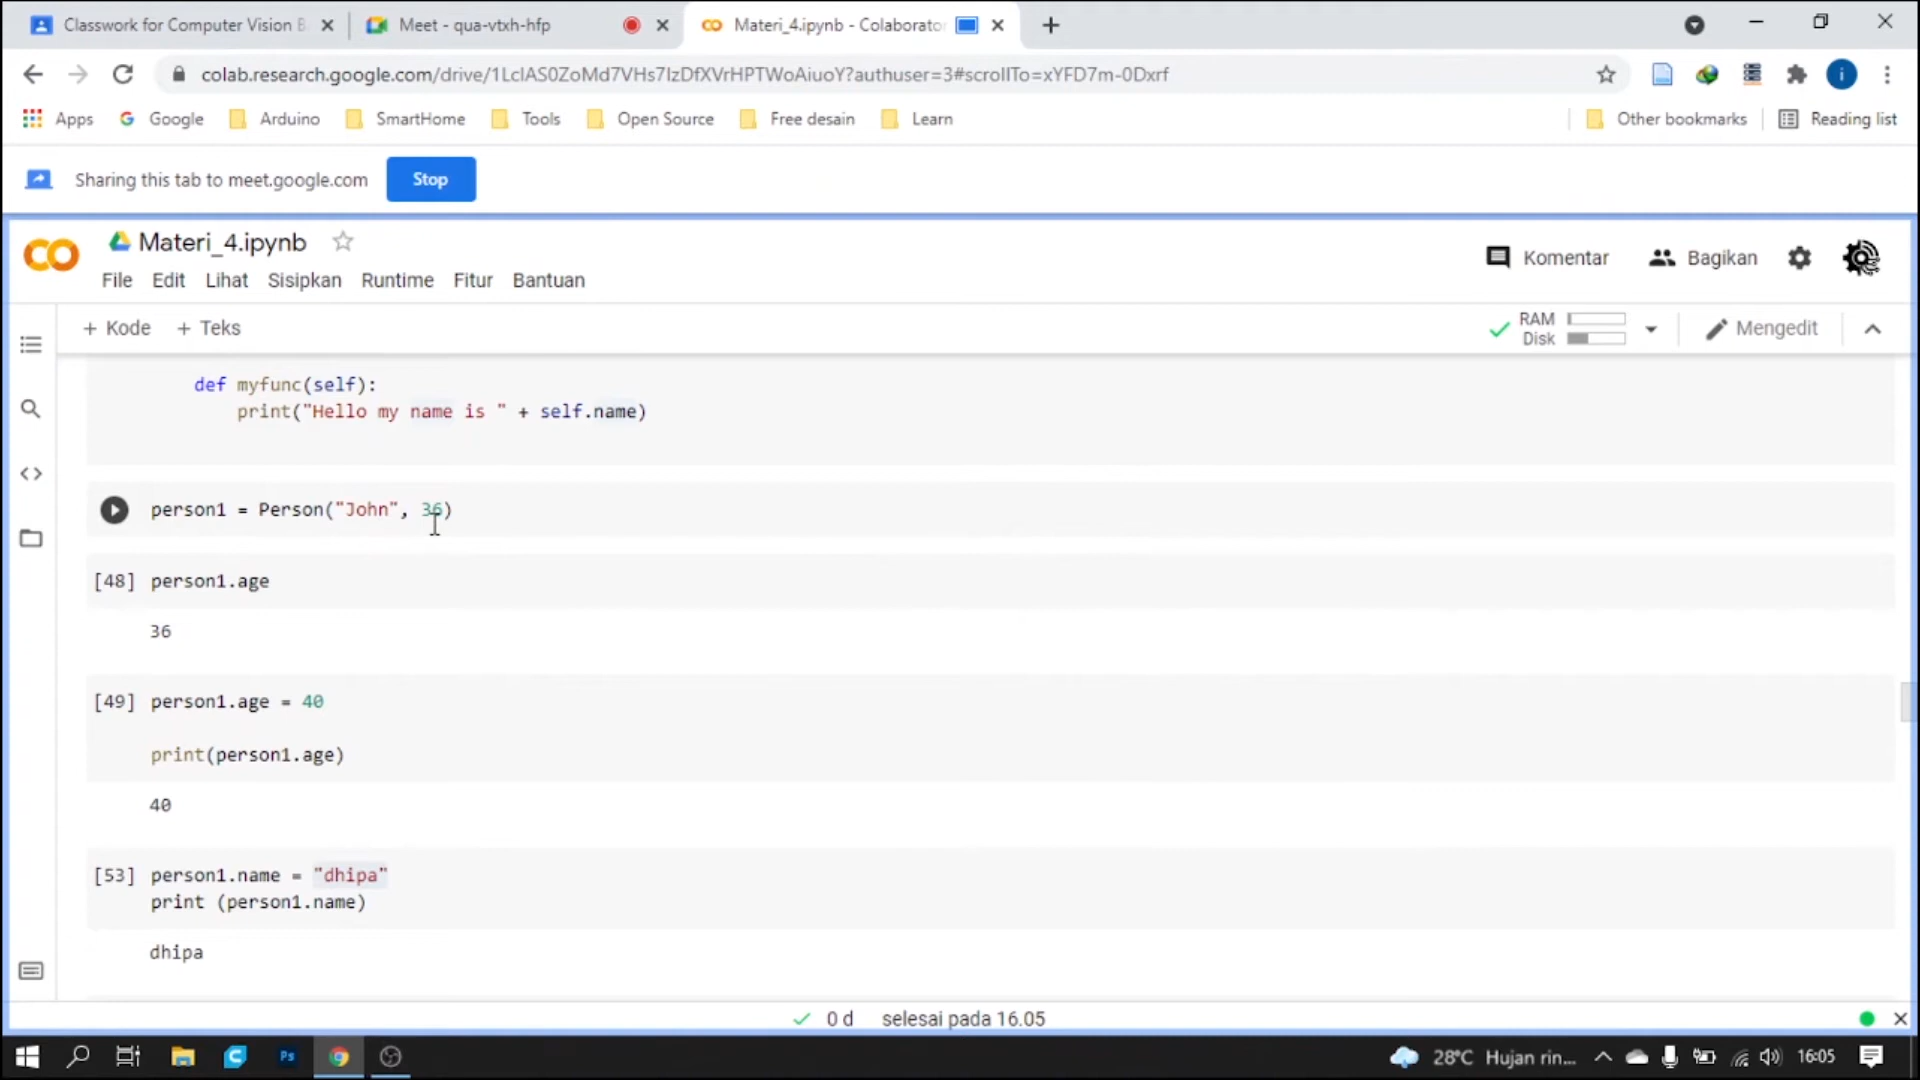 Classwork for Computer Vision B
Meet - qua-vtxh-hfp
Materi_4.ipynb - Colaborator
colab.research.google.com/drive/1LclAS0ZoMd7VHs7IzDfXVrHPTWoAiuoY?authuser=3#scrollTo=xYFD7m-0Dxrf
i
Apps
Google
Arduino
SmartHome
Tools
Open Source
Free desain
Learn
Other bookmarks
Reading list
Sharing this tab to meet.google.com
Stop
Materi_4.ipynb
Komentar
Bagikan
File Edit Lihat Sisipkan Runtime Fitur Bantuan
+ Kode + Teks
RAM
Disk
Mengedit
def myfunc(self):
print("Hello my name is " + self.name)
person1 = Person("John", 36)
[48] person1.age
36
[49] person1.age = 40
print(person1.age)
40
[53] person1.name = "dhipa"
print (person1.name)
dhipa
0 d selesai pada 16.05
Ps
28°C Hujan rin...
16:05